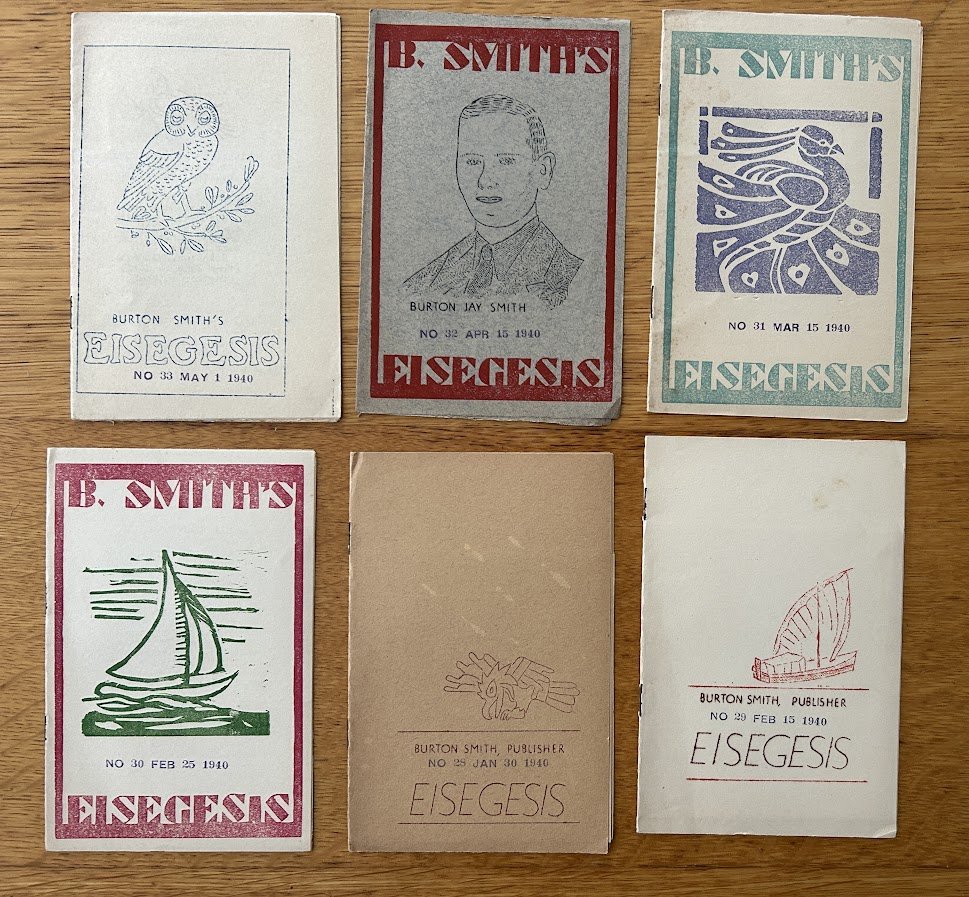 BURTON SMITH'S
EISEGESIS
NO 33 MAY 1 1940
B. SMITH'S
BURTON JAY SMITH
NO 32 APR 15 1940
EISEGESIS
B. SMITH'S
NO 31 MAR 15 1940
EISEGESIS
B. SMITH'S
NO 30 FEB 25 1940
EISEGESIS
BURTON SMITH, PUBLISHER
NO 28 JAN 30 1940
EISEGESIS
BURTON SMITH, PUBLISHER
NO 29 FEB 15 1940
EISEGESIS